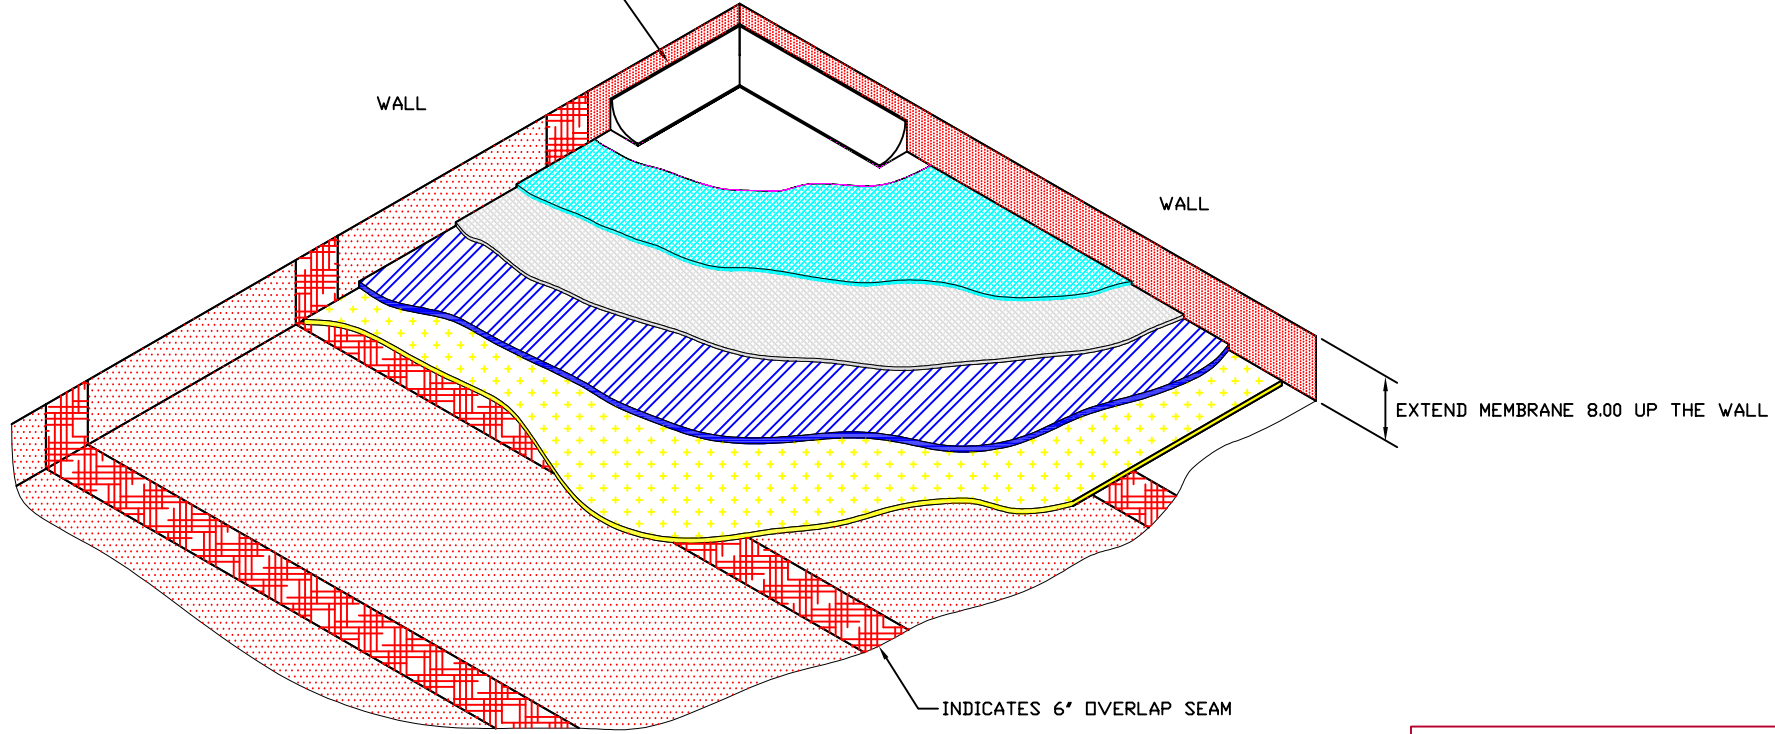 WALL
WALL
EXTEND MEMBRANE 8.00 UP THE WALL
INDICATES 6" OVERLAP SEAM